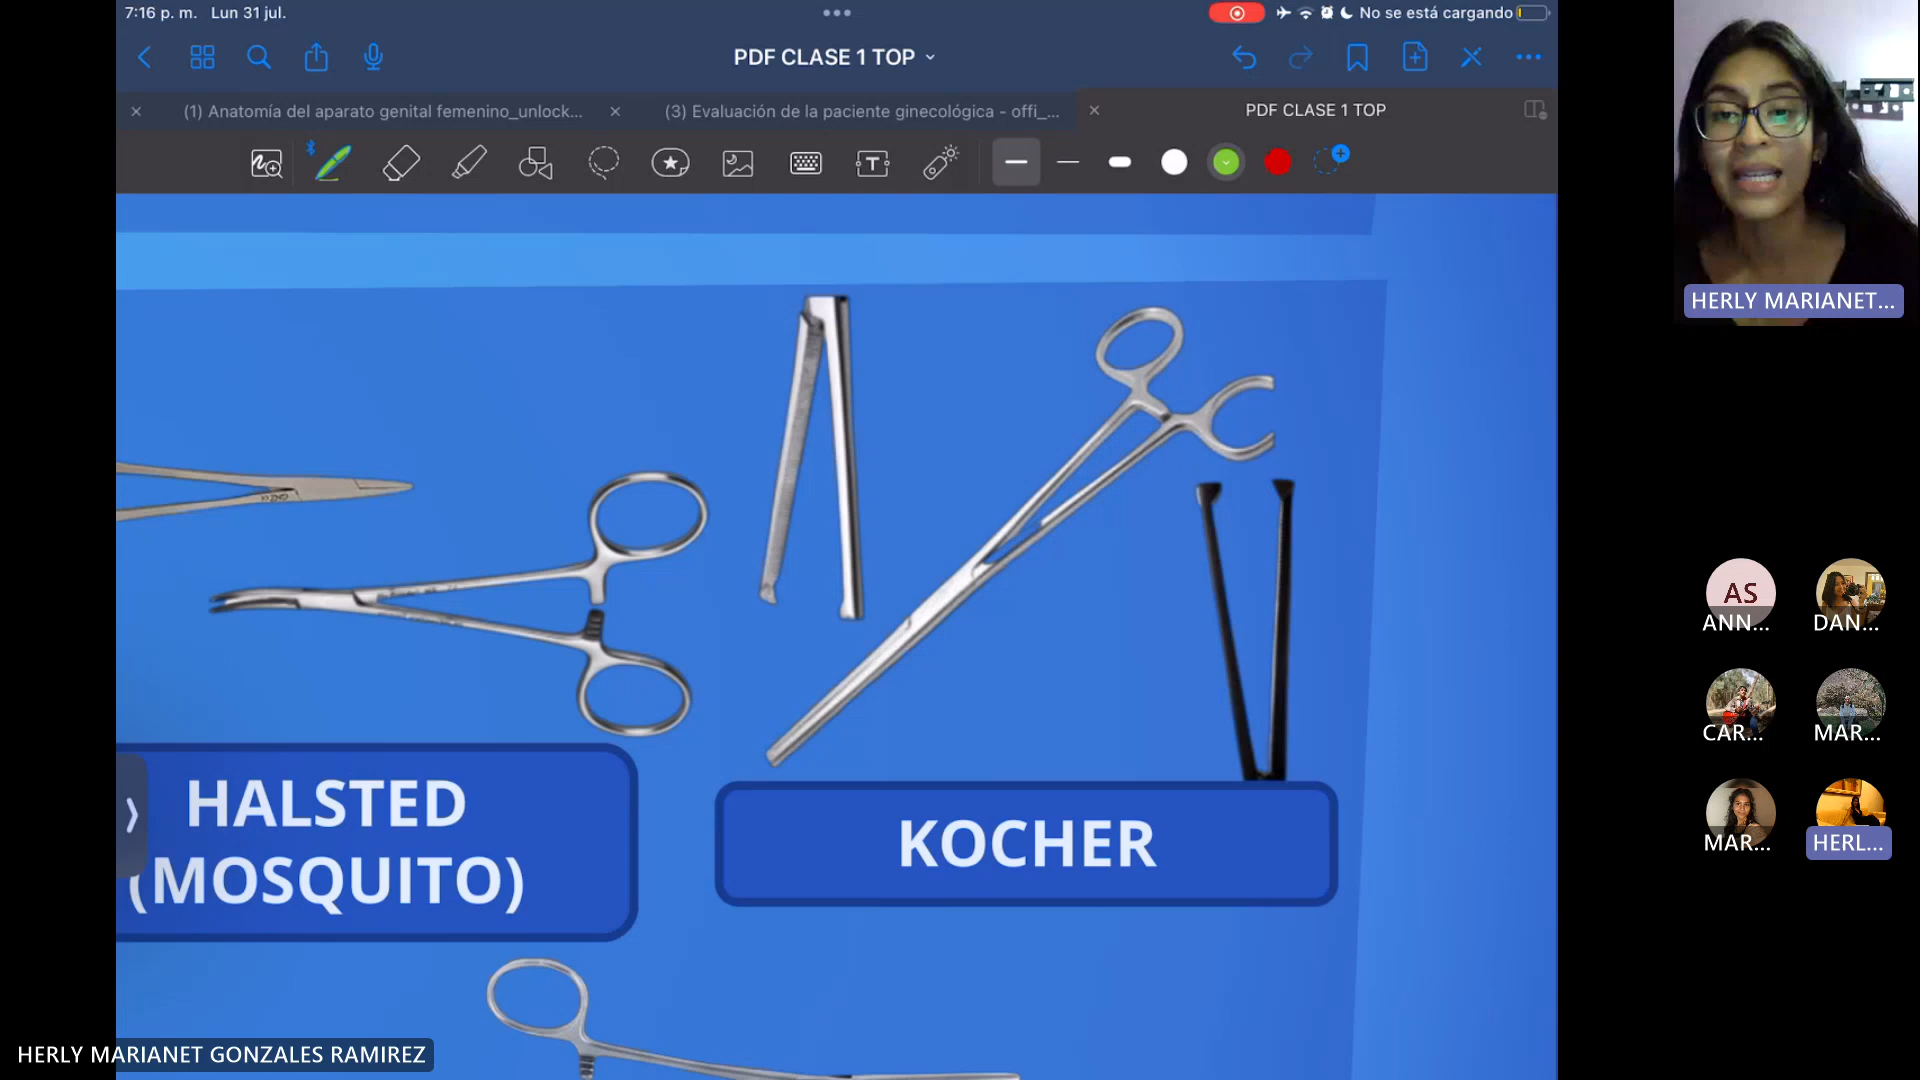 7:16 p. m. Lun 31 jul.
No se está cargando
PDF CLASE 1 TOP
(1) Anatomía del aparato genital femenino_unlock...
(3) Evaluación de la paciente ginecológica - offi_...
PDF CLASE 1 TOP
T
HERLY MARIANET...
HALSTED
(MOSQUITO)
KOCHER
AS
ANN...
DAN...
CAR...
MAR...
MAR...
HERL...
HERLY MARIANET GONZALES RAMIREZ